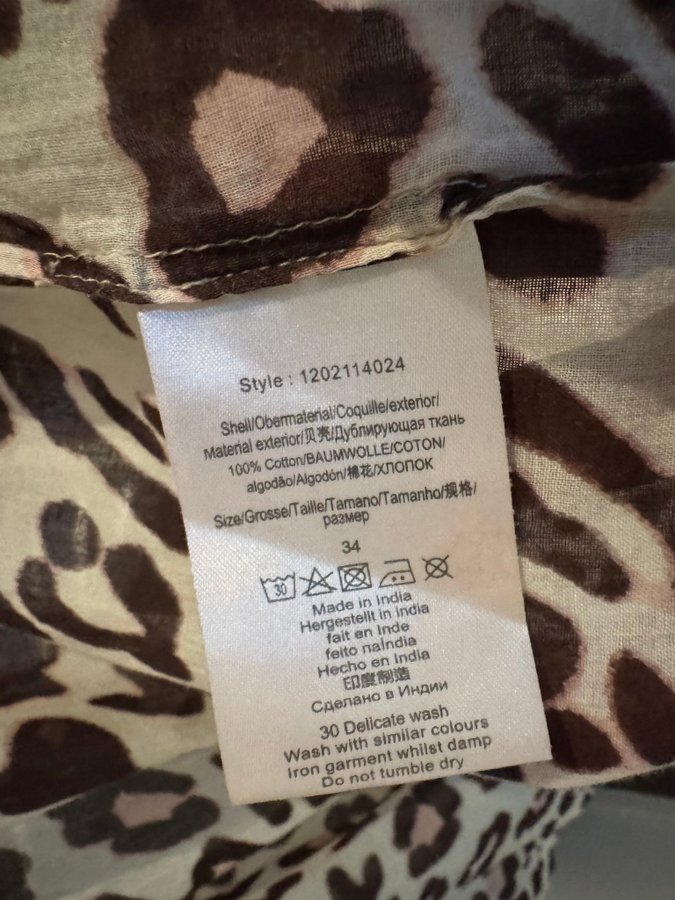 Style : 1202114024
Shell/Obermaterial/Coquille/exterior/
Material exterior/贝壳/Дублирующая ткань
100% Cotton/BAUMWOLLE/COTON/
algodão/Algodón/棉花/ХЛОПОК
Size/Grosse/Taille/Tamano/Tamanho/规格/
размер
34
30
Made in India
Hergestellt in india
fait en Inde
feito naIndia
Hecho en India
印度制造
Сделано в Индии
30 Delicate wash
Wash with similar colours
Iron garment whilst damp
Do not tumble dry